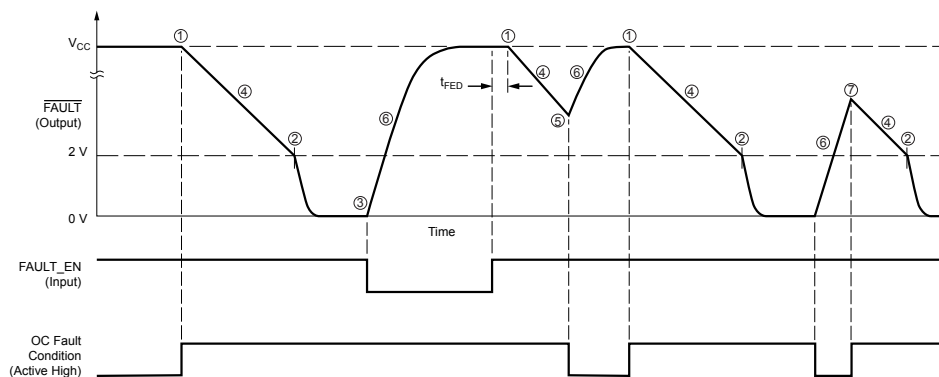 ① ① ① 
V_CC
④ ④ ⑥ ④ ⑦
t_FED
⑥ ④
FAULT
(Output)
⑤
② ② ⑥ ②
2 V
③
0 V
Time
FAULT_EN
(Input)
OC Fault
Condition
(Active High)